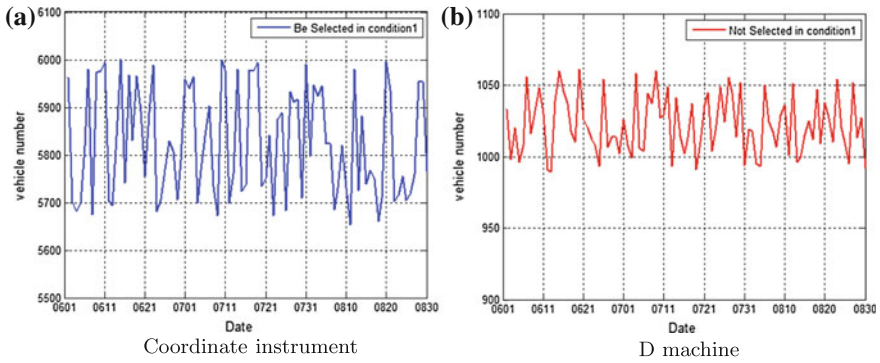 (a)
6100
6000
5900
5800
5700
5600
5500
vehicle number
Be Selected in condition1
0601 0611 0621 0701 0711 0721 0731 0810 0820 0830
Date
Coordinate instrument
(b)
1100
1050
1000
950
900
vehicle number
Not Selected in condition1
0601 0611 0621 0701 0711 0721 0731 0810 0820 0830
Date
D machine